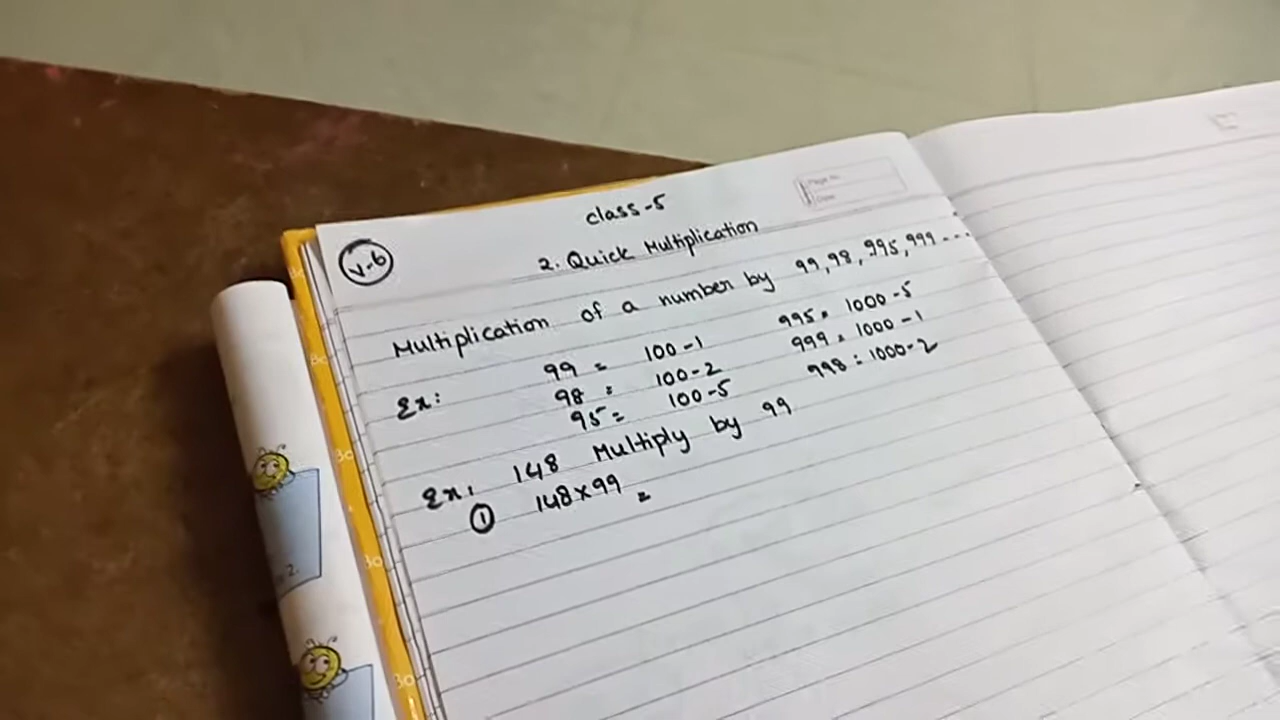 class-5
V-6
2. Quick Multiplication
Multiplication of a number by 99, 98, 995, 999 ...
Ex: 99 = 100-1 995 = 1000-5
98 = 100-2 999 = 1000-1
95 = 100-5 998 = 1000-2
Ex: 148 Multiply by 99
① 148×99 =